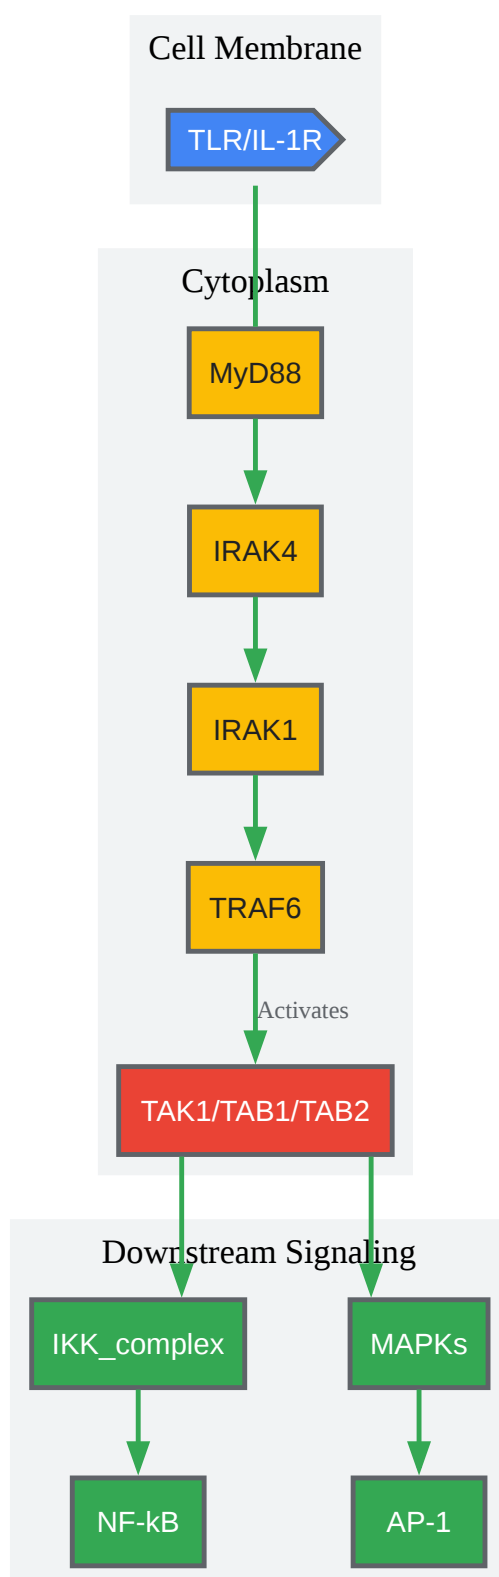 Cell Membrane
TLR/IL-1R
Cytoplasm
MyD88
IRAK4
IRAK1
TRAF6
Activates
TAK1/TAB1/TAB2
Downstream Signaling
IKK_complex
MAPKs
NF-kB
AP-1